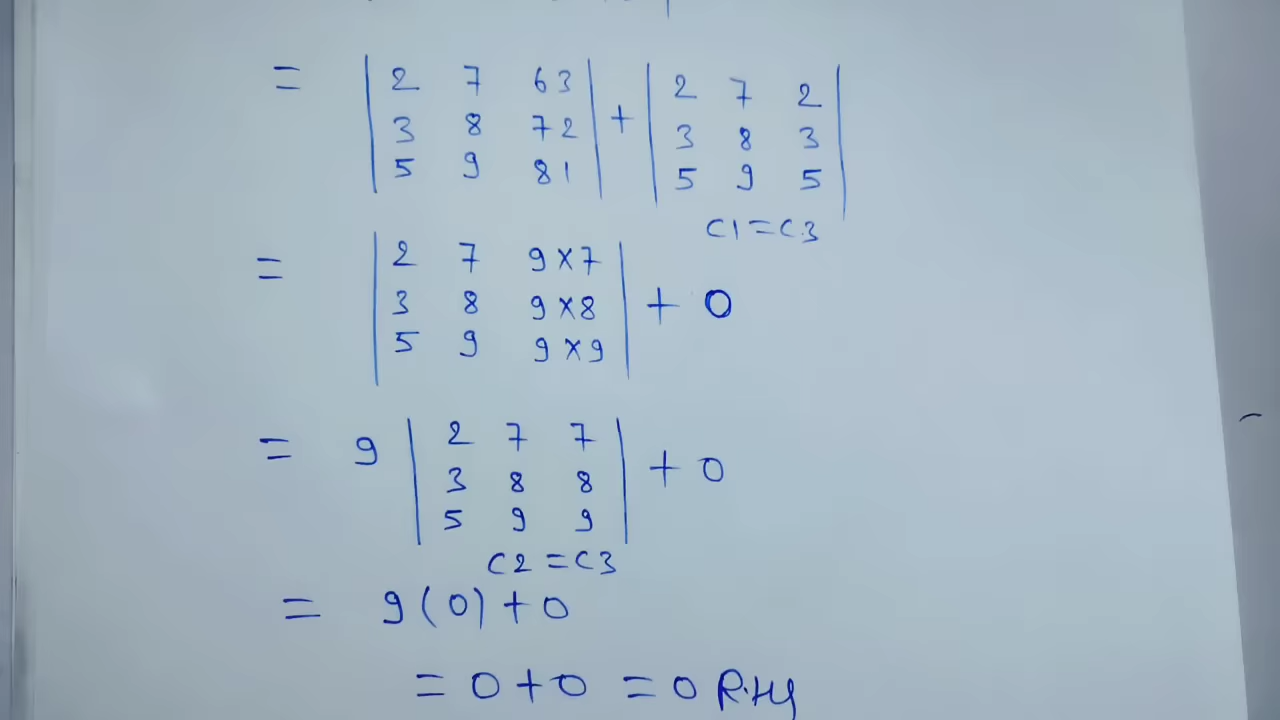 = | 2 7 63 | + | 2 7 2 |
| 3 8 72 | | 3 8 3 |
| 5 9 81 | | 5 9 5 |
C1=C3
= | 2 7 9×7 |
| 3 8 9×8 | + 0
| 5 9 9×9 |
= 9 | 2 7 7 | + 0
| 3 8 8 |
| 5 9 9 |
C2=C3
= 9(0)+0
= 0+0 = 0 R.H